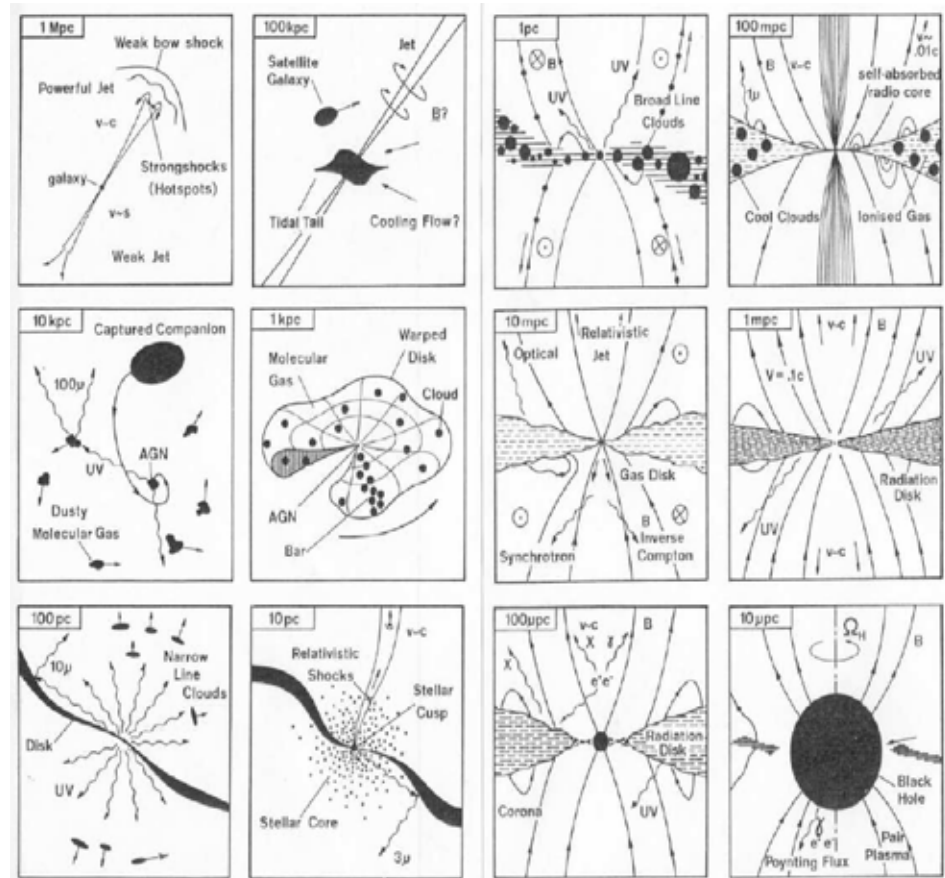 1 Mpc
Weak bow shock
Powerful Jet
v~c
Strongshocks
(Hotspots)
galaxy
v~s
Weak Jet
100kpc
Jet
Satellite
Galaxy
B?
Tidal Tail
Cooling Flow?
1pc
B
UV
UV
Broad Line
Clouds
100mpc
v~
.01c
B
v~c
self-absorbed
radio core
1μ
Cool Clouds
Ionised Gas
10kpc
Captured Companion
100μ
UV
AGN
Dusty
Molecular Gas
1 kpc
Warped
Disk
Molecular
Gas
Cloud
AGN
Bar
10mpc
Relativistic
Jet
Optical
Gas Disk
B
Inverse
Compton
Synchrotron
1mpc
v~c
B
UV
V=.1c
Radiation
Disk
UV
v~c
100pc
10μ
Narrow
Line
Clouds
Disk
UV
10pc
v~c
Relativistic
Shocks
Stellar
Cusp
Stellar Core
3μ
100μpc
v~c
B
χ
χ
γ
e⁺e⁻
Radiation
Disk
Corona
UV
10μpc
Ω_H
B
Black
Hole
γ
e⁺e⁻
Pair
Plasma
Poynting Flux